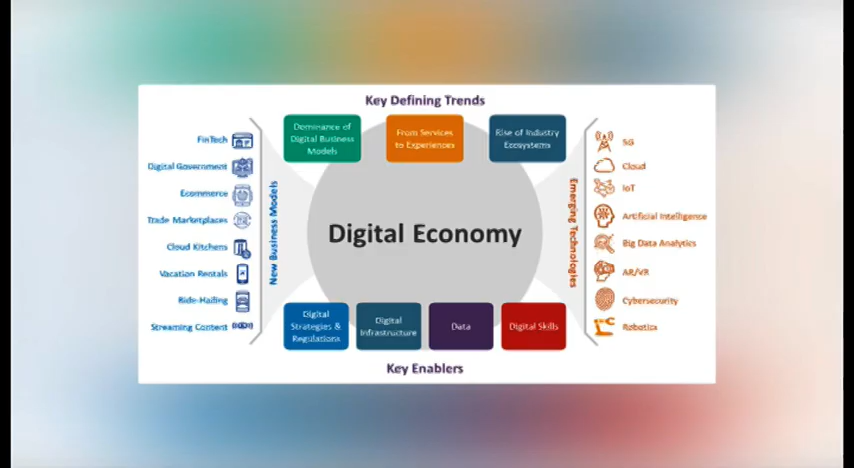 Key Defining Trends
Dominance of
Digital Business
Models
From Services
to Experiences
Rise of Industry
Ecosystems
FinTech
Digital Government
Ecommerce
Trade Marketplaces
Cloud Kitchens
Vacation Rentals
Ride-Hailing
Streaming Content
New Business Models
Digital Economy
Emerging Technologies
5G
Cloud
IoT
Artificial Intelligence
Big Data Analytics
AR/VR
Cybersecurity
Robotics
Digital
Strategies &
Regulations
Digital
Infrastructure
Data
Digital Skills
Key Enablers